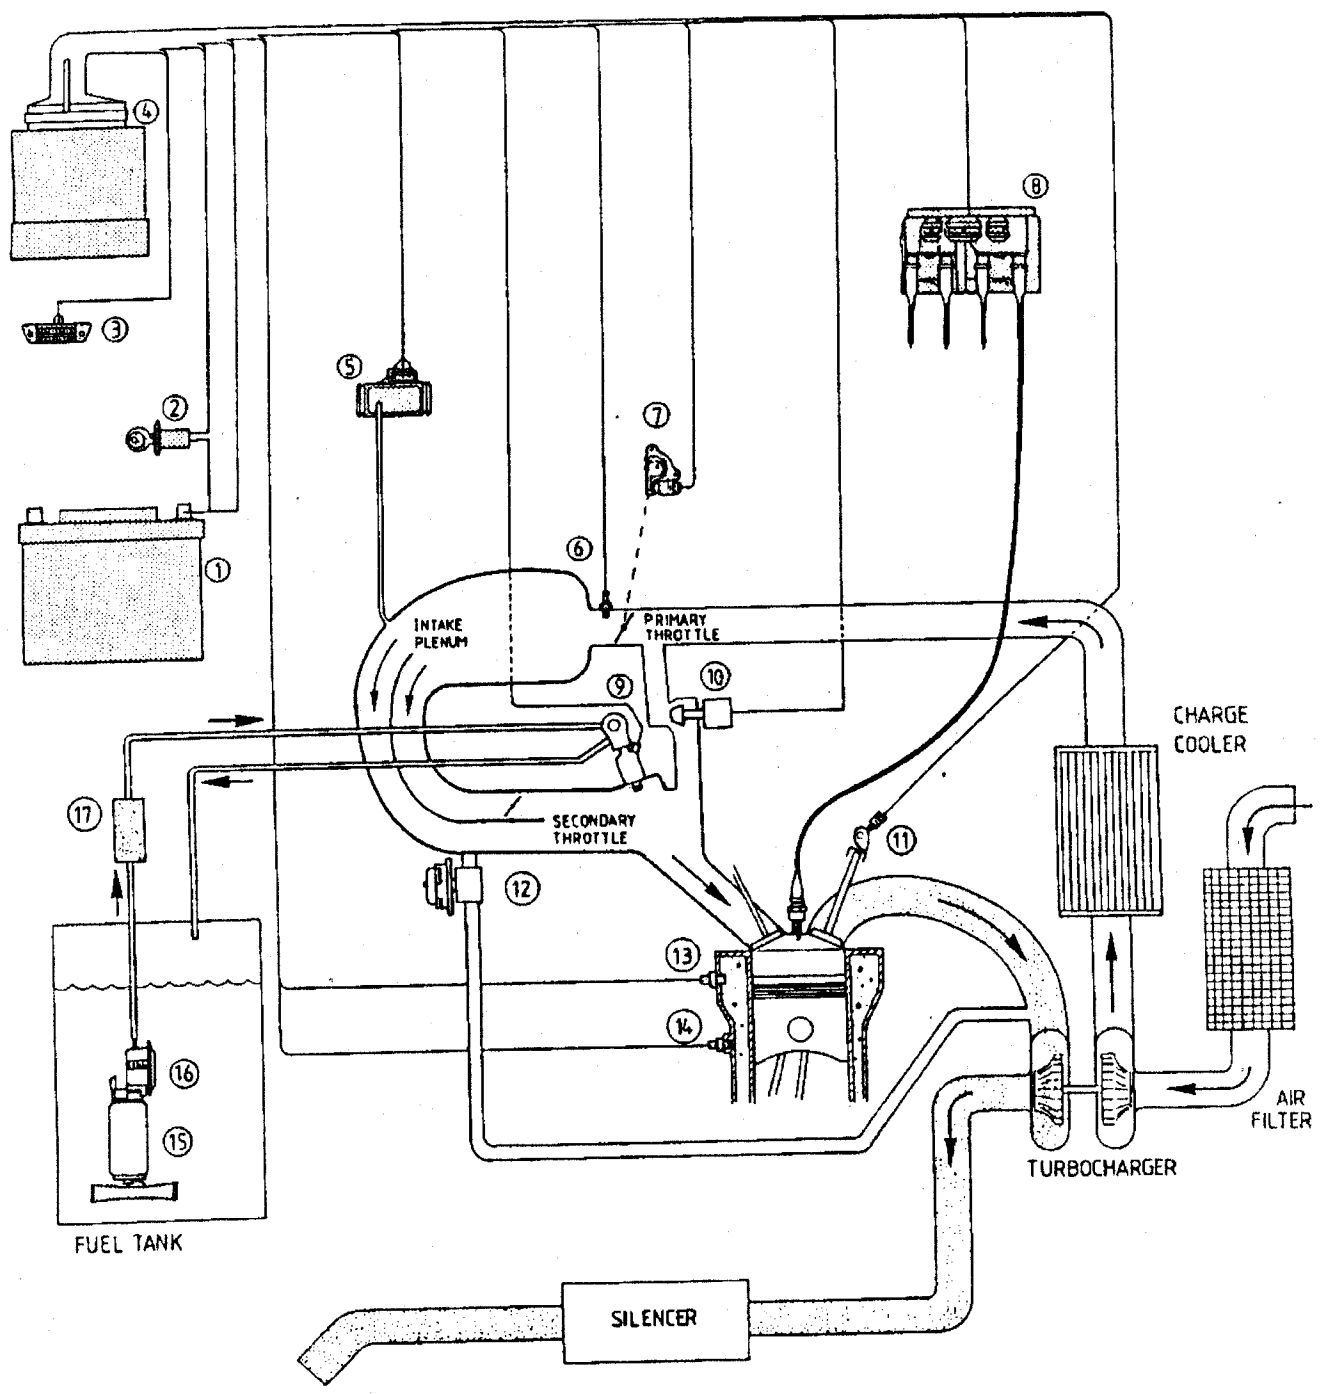 4
8
3
5
2
7
6
1
INTAKE
PLENUM
PRIMARY
THROTTLE
9
10
CHARGE
COOLER
17
SECONDARY
THROTTLE
11
12
13
14
16
15
AIR
FILTER
TURBOCHARGER
FUEL TANK
SILENCER